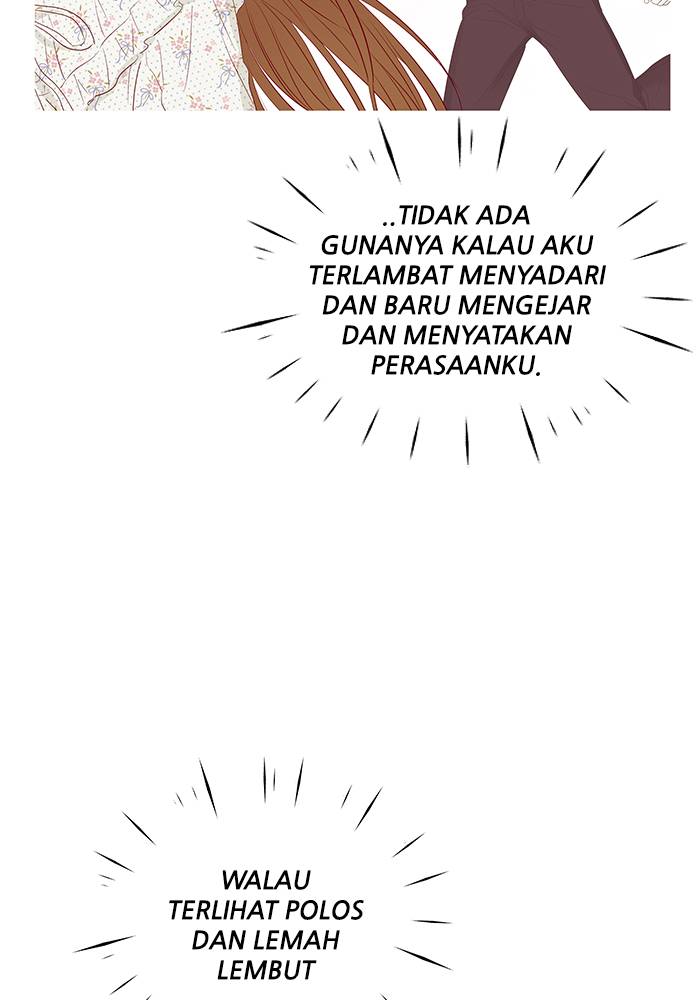 ..TIDAK ADA
GUNANYA KALAU AKU
TERLAMBAT MENYADARI
DAN BARU MENGEJAR
DAN MENYATAKAN
PERASAANKU.
WALAU
TERLIHAT POLOS
DAN LEMAH
LEMBUT